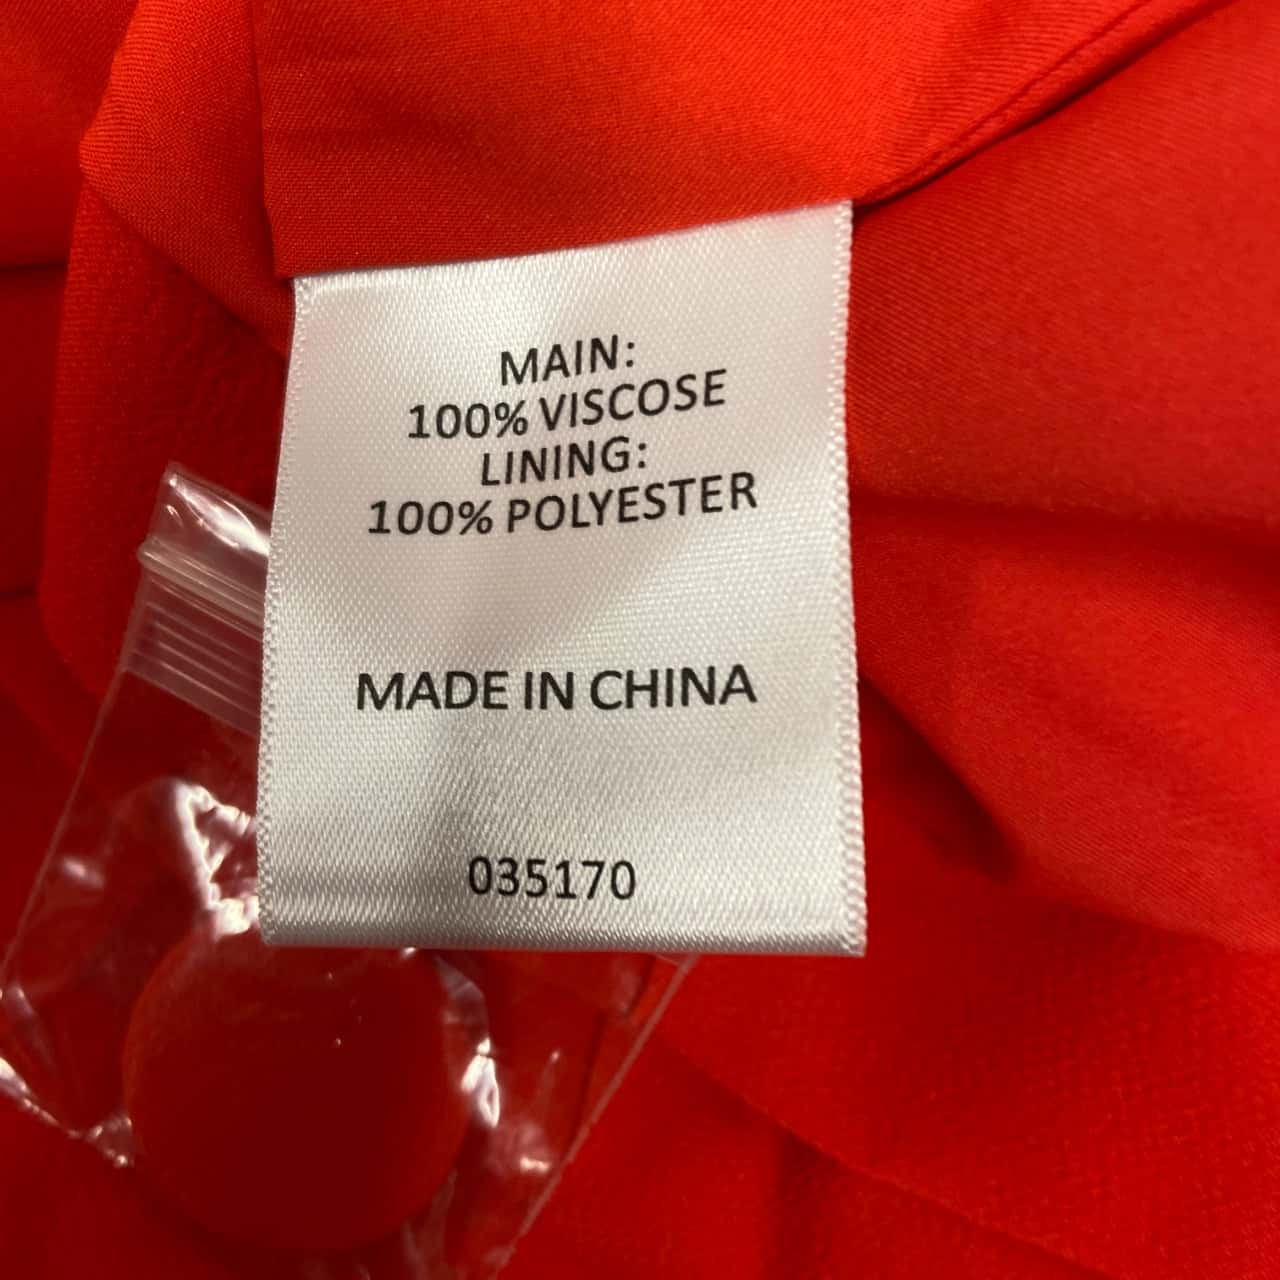 MAIN:
100% VISCOSE
LINING:
100% POLYESTER
MADE IN CHINA
035170